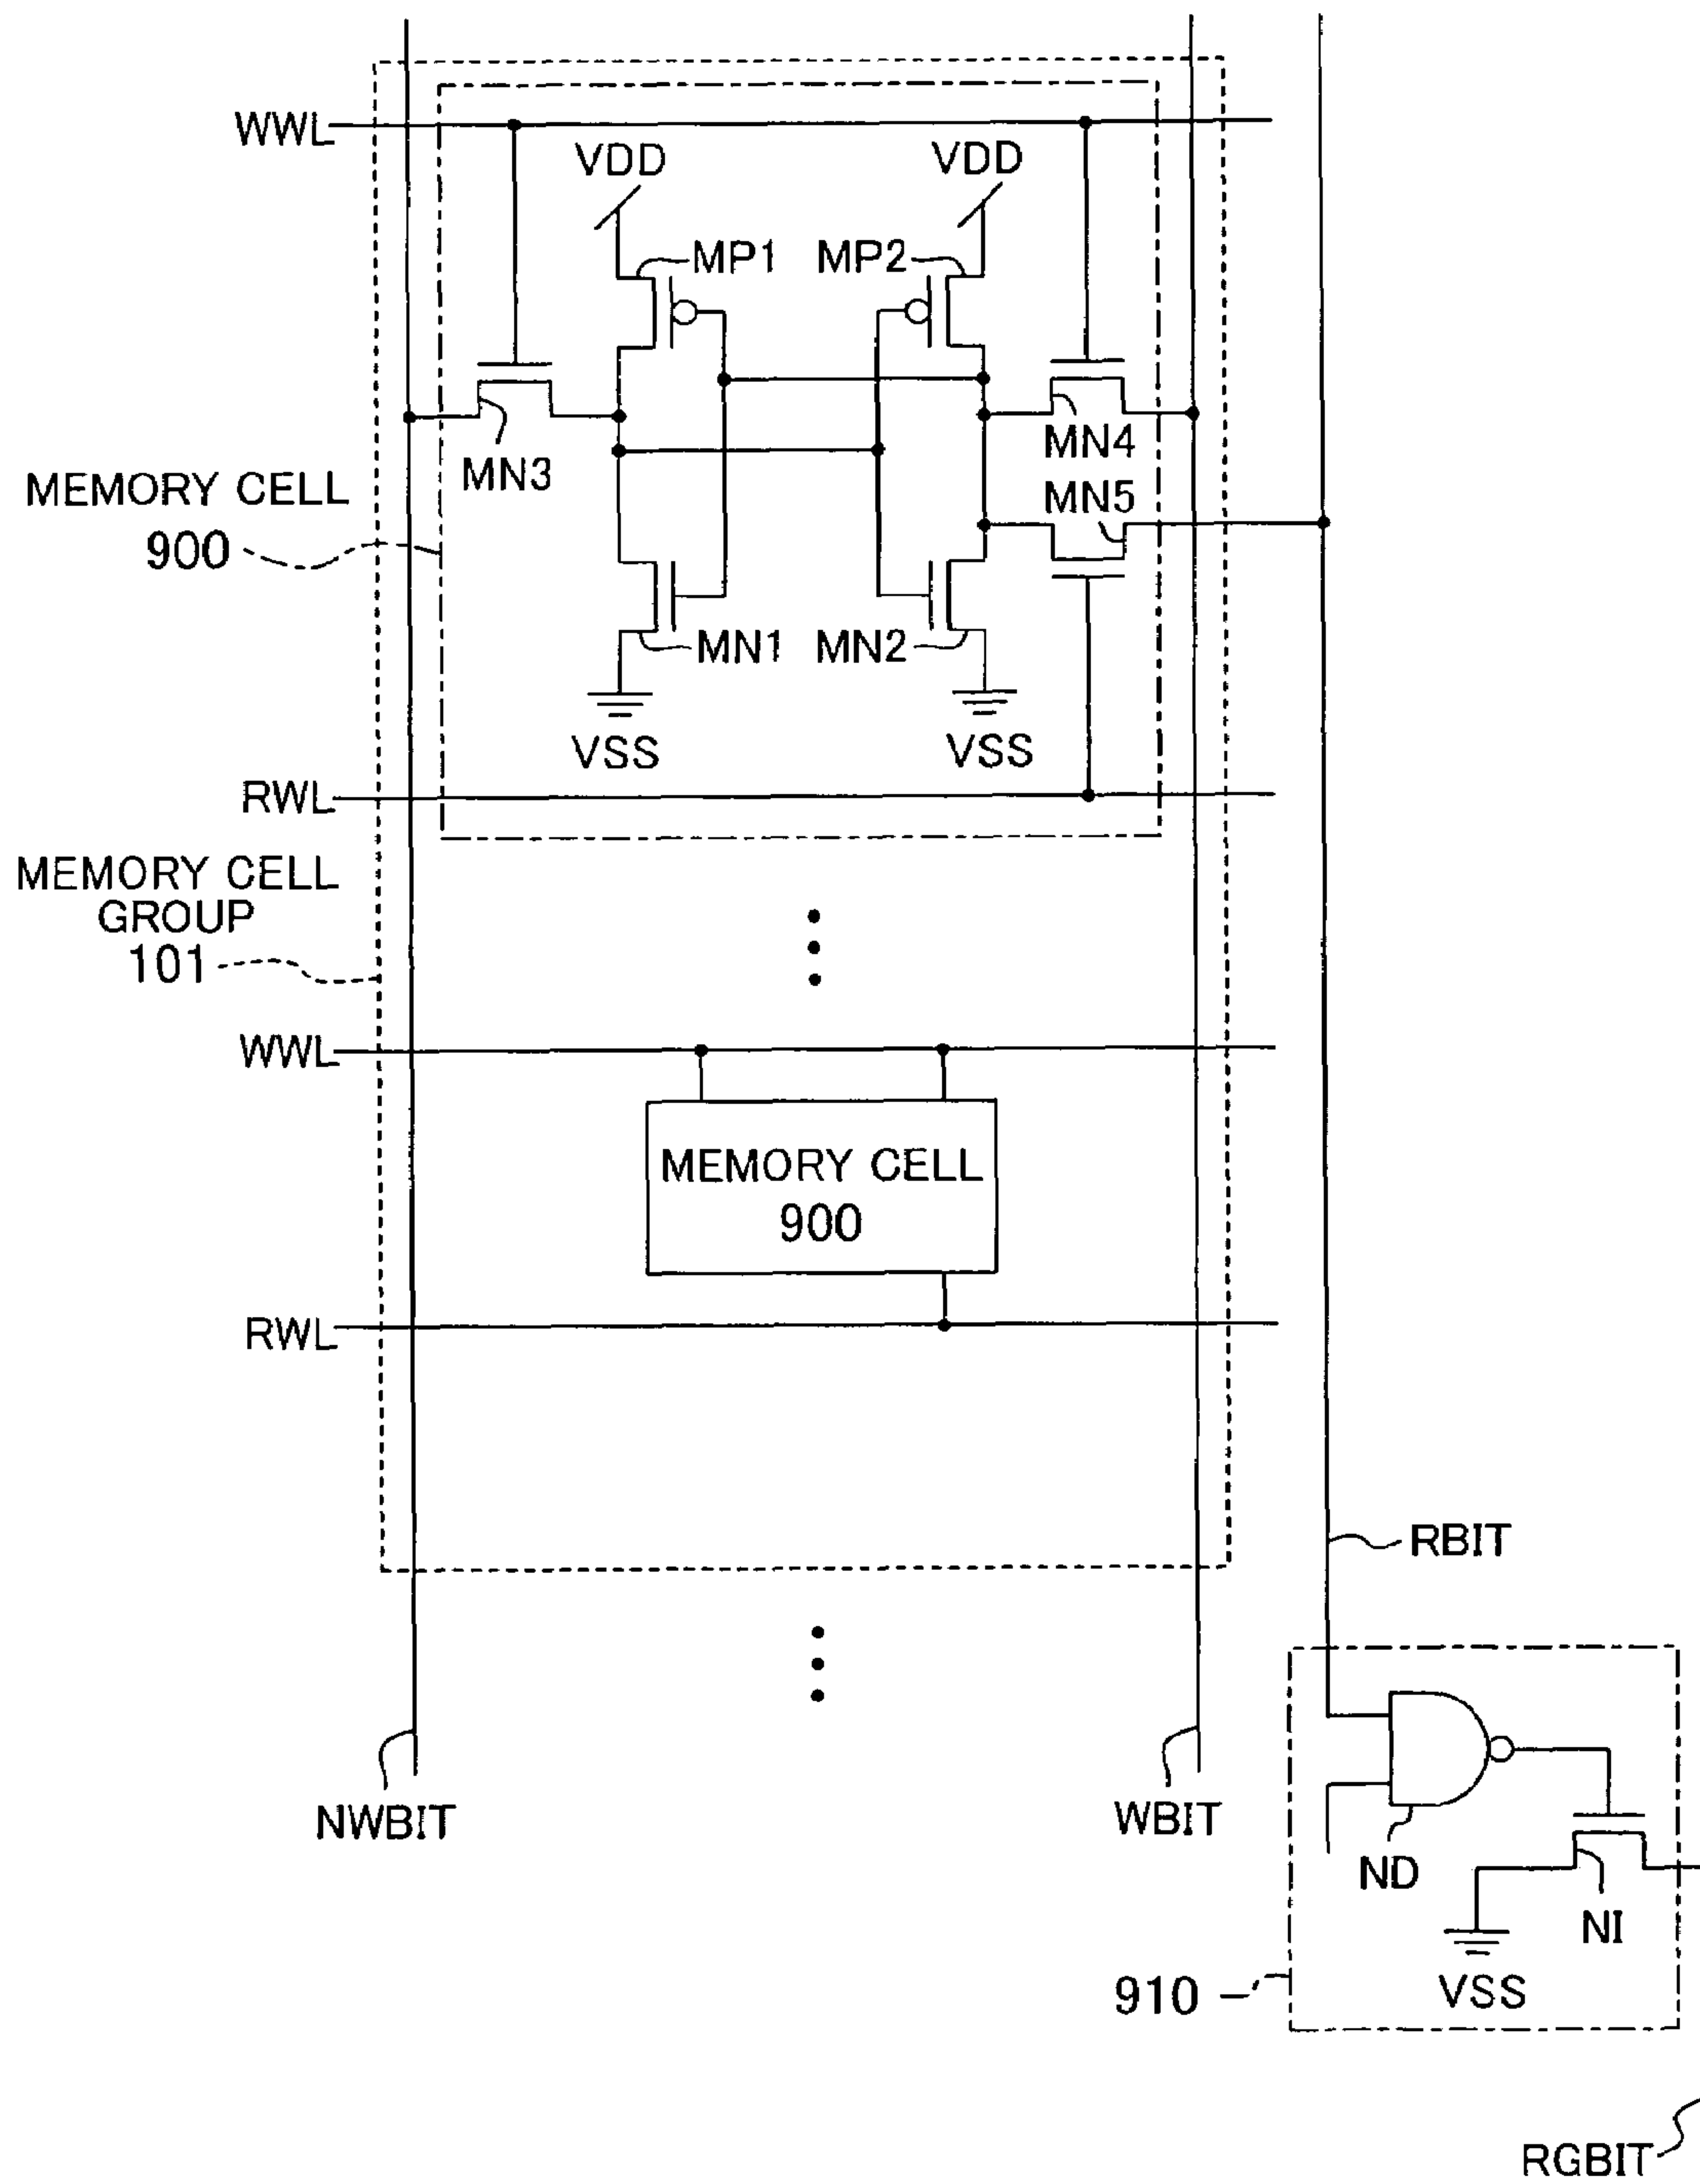 WWL
VDD
VDD
MP1
MP2
MN3
MN4
MN5
MEMORY CELL
900
MN1
MN2
VSS
VSS
RWL
MEMORY CELL
GROUP
101
WWL
MEMORY CELL
900
RWL
RBIT
NWBIT
WBIT
ND
NI
910
VSS
RGBIT